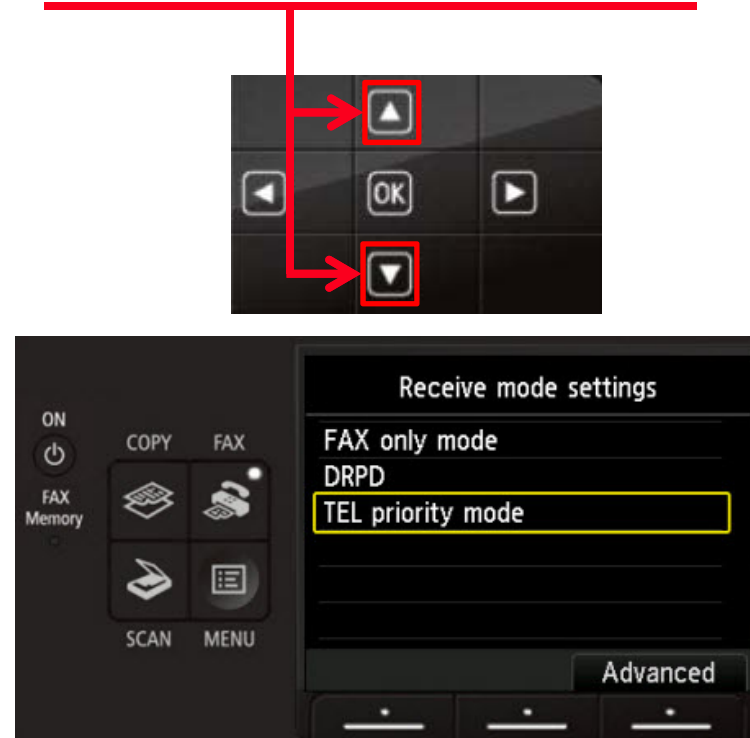 OK
Receive mode settings
ON
COPY FAX
FAX only mode
DRPD
FAX
Memory
TEL priority mode
SCAN MENU
Advanced